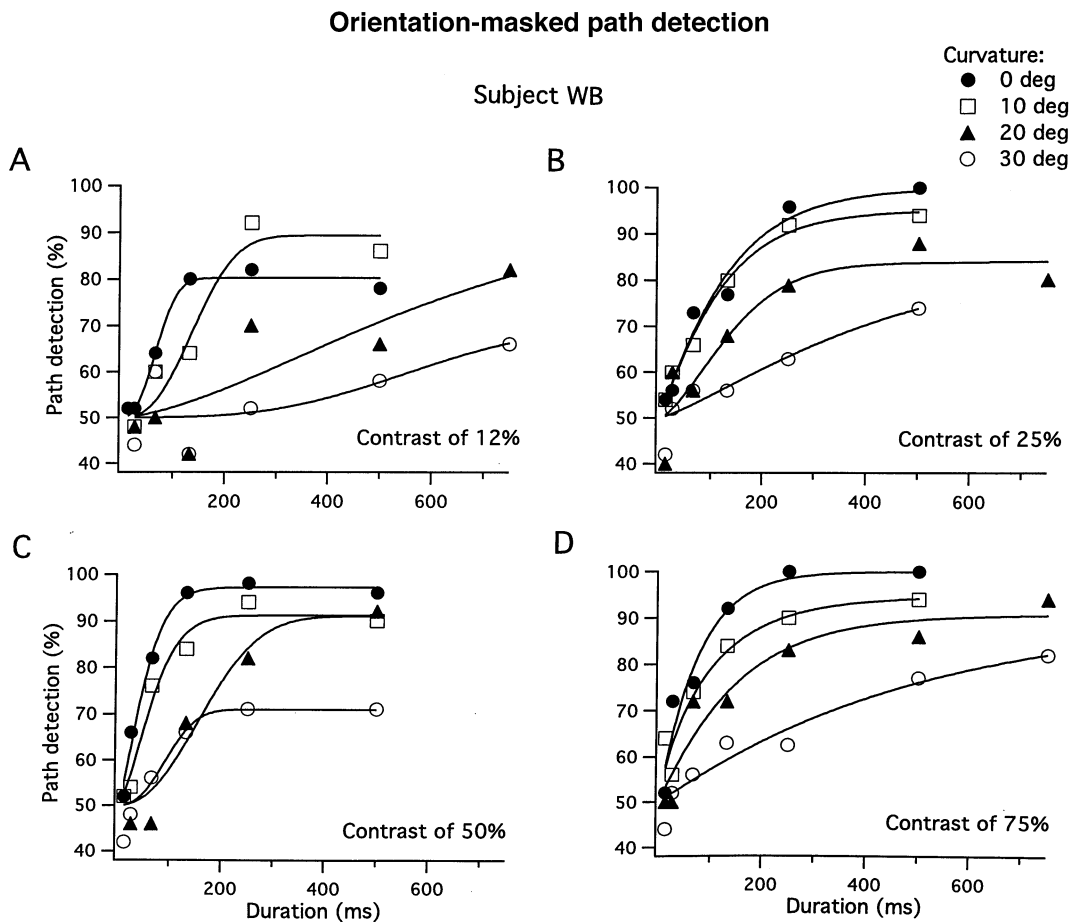 Orientation-masked path detection
Subject WB
Curvature:
0 deg
10 deg
20 deg
30 deg
A
100
90
80
70
60
50
40
Path detection (%)
Contrast of 12%
200 400 600
B
100
90
80
70
60
50
40
Contrast of 25%
200 400 600
C
100
90
80
70
60
50
40
Path detection (%)
Contrast of 50%
200 400 600
Duration (ms)
D
100
90
80
70
60
50
40
Contrast of 75%
200 400 600
Duration (ms)